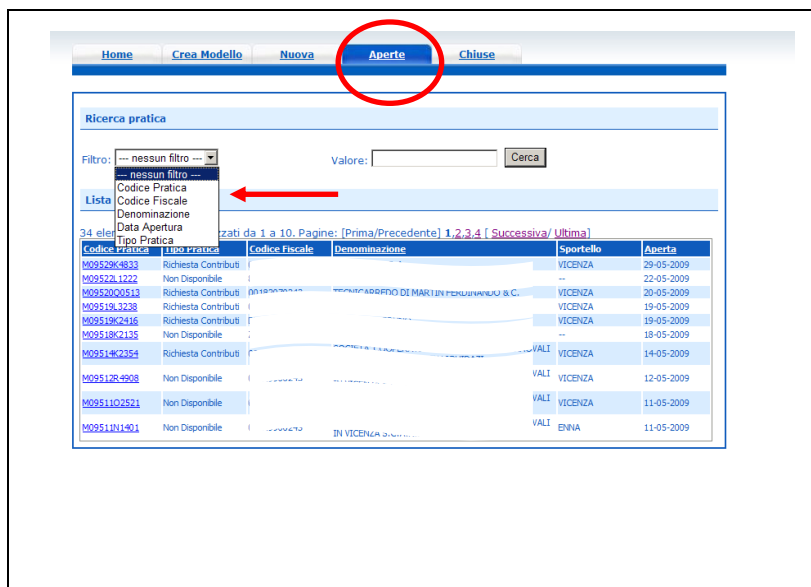 Home Crea Modello Nuova Aperte Chiuse
Ricerca pratica
Filtro: --- nessun filtro --- Valore: Cerca
--- nessun filtro ---
Codice Pratica
Codice Fiscale
Denominazione
Data Apertura
Tipo Pratica
Lista
34 da 1 a 10. Pagine: [Prima/Precedente] 1,2,3,4 [ Successiva/ Ultima]
Codice Pratica Tipo Pratica Codice Fiscale Denominazione Sportello Aperta
M09529K4833 Richiesta Contributi VICENZA 29-05-2009
M09522L1222 Non Disponibile -- 22-05-2009
M09520O0513 Richiesta Contributi TECNICARREDO DI MARTIN FERDINANDO & C. VICENZA 20-05-2009
M09519L3238 Richiesta Contributi VICENZA 19-05-2009
M09519K2416 Richiesta Contributi VICENZA 19-05-2009
M09518K2135 Non Disponibile -- 18-05-2009
M09514K2354 Richiesta Contributi VICENZA 14-05-2009
M09512R4908 Non Disponibile VICENZA 12-05-2009
M09511O2521 Non Disponibile VICENZA 11-05-2009
M09511N1401 Non Disponibile IN VICENZA ENNA 11-05-2009